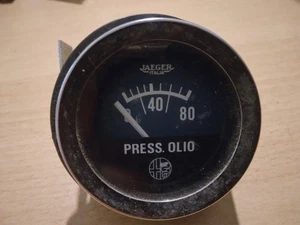 JAEGER
ITALIA
40 80
PRESS. OLIO